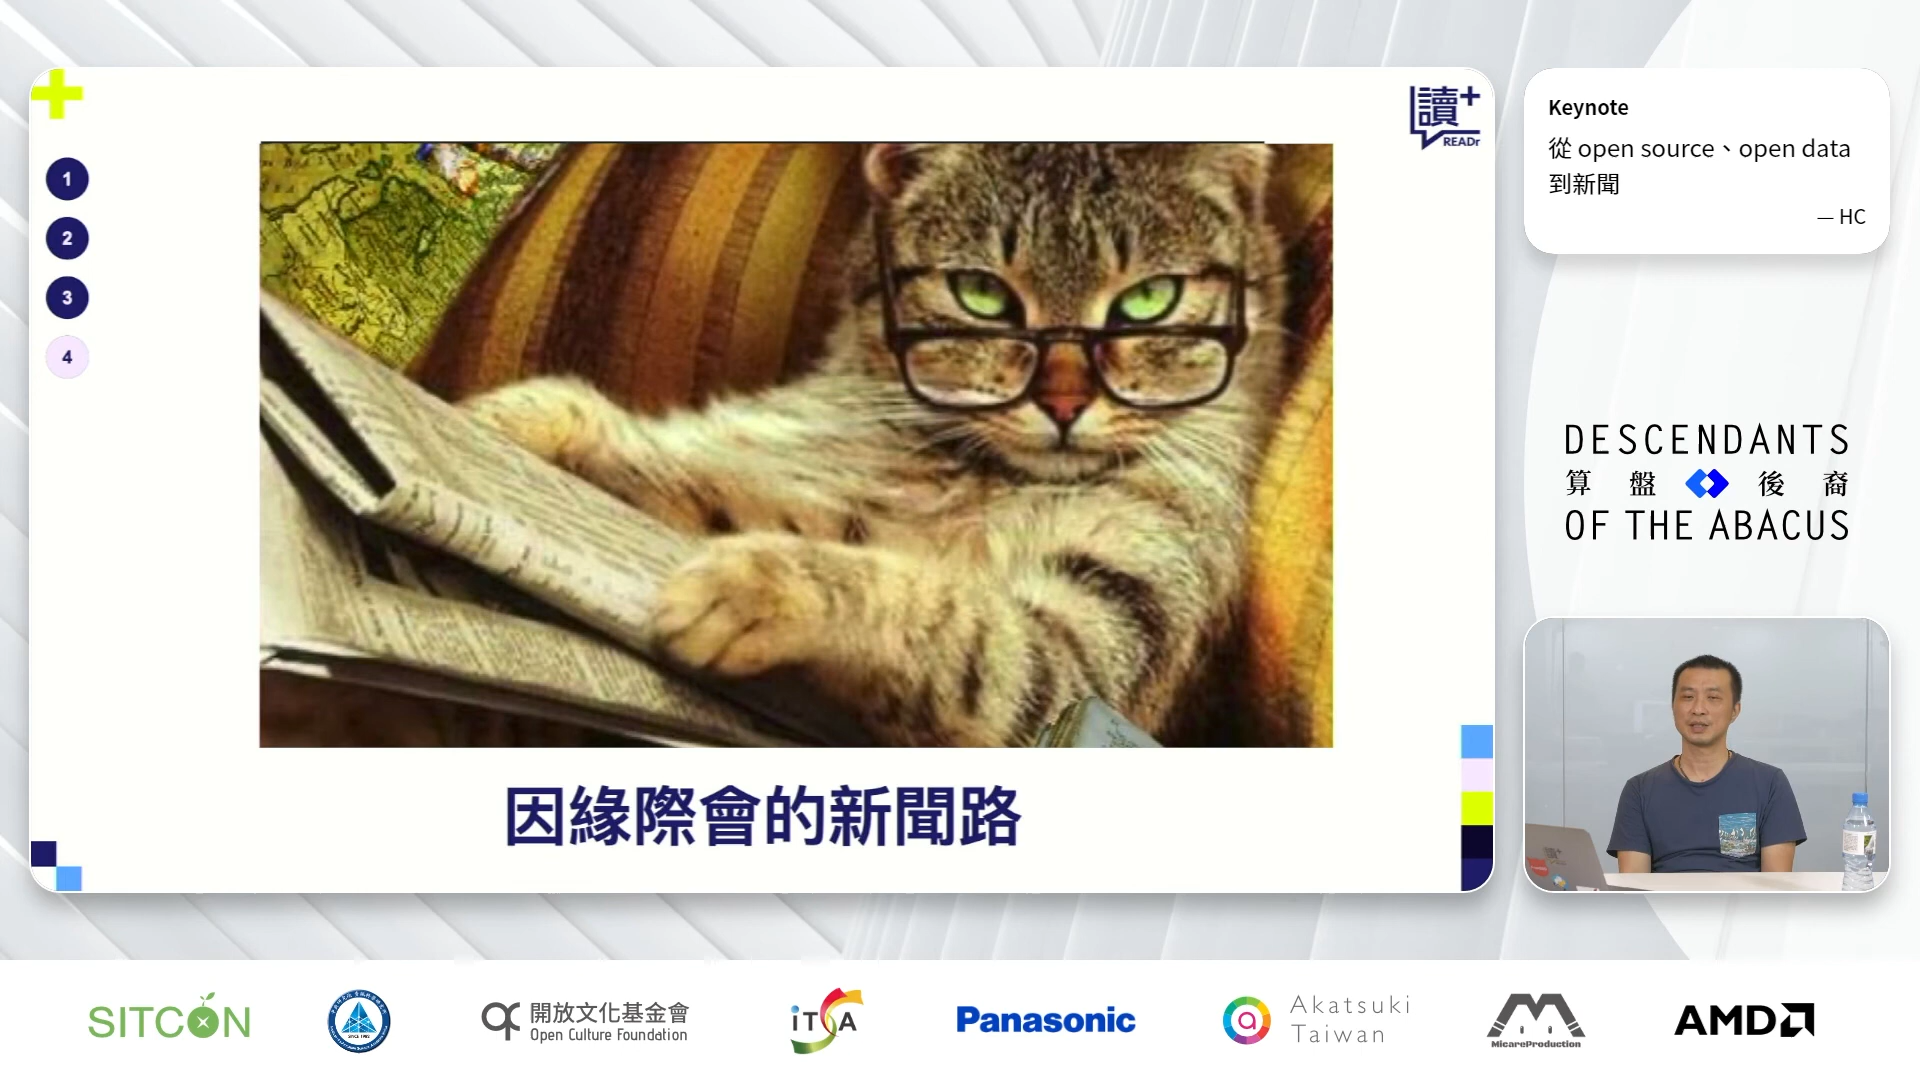 讀+
READr
1
2
3
4
因緣際會的新聞路
Keynote
從 open source、open data
到新聞
— HC
DESCENDANTS
算盤後裔
OF THE ABACUS
SITCON
開放文化基金會
Open Culture Foundation
iTSA
Panasonic
Akatsuki
Taiwan
MicareProduction
AMD